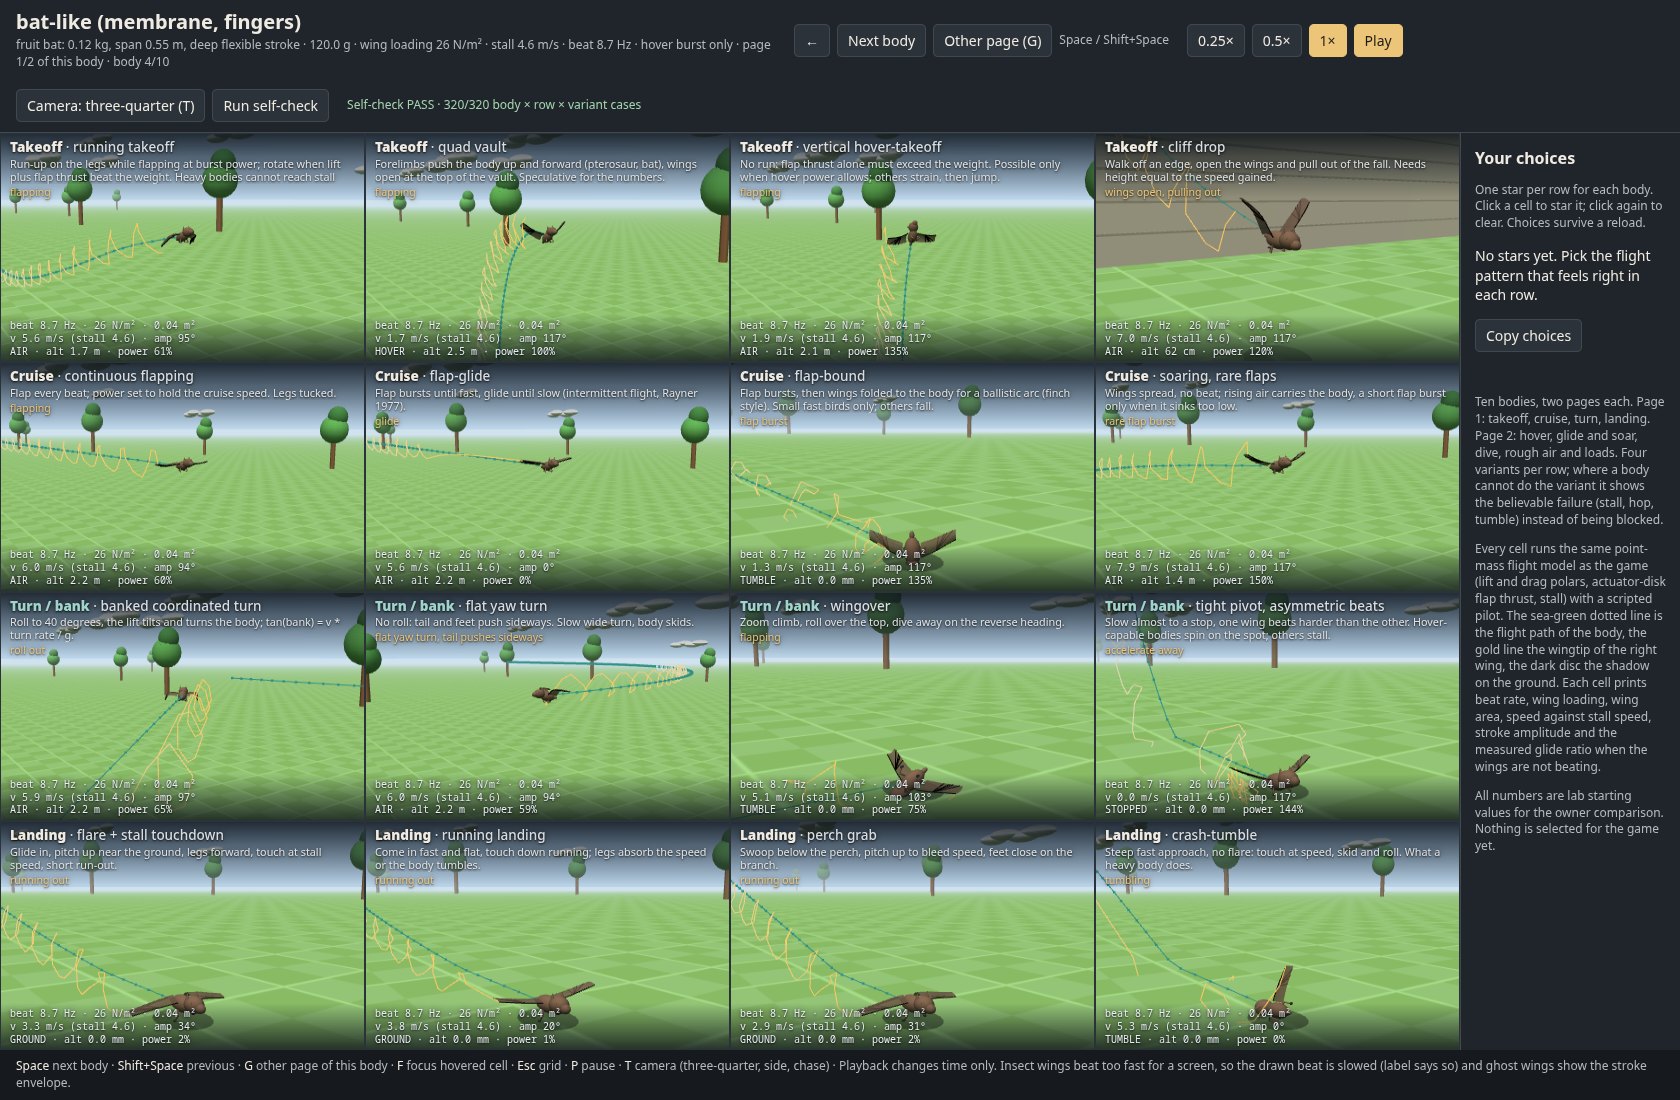 bat-like (membrane, fingers)
fruit bat: 0.12 kg, span 0.55 m, deep flexible stroke · 120.0 g · wing loading 26 N/m² · stall 4.6 m/s · beat 8.7 Hz · hover burst only · page
1/2 of this body · body 4/10
←
Next body
Other page (G)
Space / Shift+Space
0.25×
0.5×
1×
Play
Camera: three-quarter (T)
Run self-check
Self-check PASS · 320/320 body × row × variant cases
Takeoff · running takeoff
Run-up on the legs while flapping at burst power; rotate when lift
plus flap thrust beat the weight. Heavy bodies cannot reach stall
flapping
beat 8.7 Hz · 26 N/m² · 0.04 m²
v 5.6 m/s (stall 4.6) · amp 95°
AIR · alt 1.7 m · power 61%
Takeoff · quad vault
Forelimbs push the body up and forward (pterosaur, bat), wings
open at the top of the vault. Speculative for the numbers.
flapping
beat 8.7 Hz · 26 N/m² · 0.04 m²
v 1.7 m/s (stall 4.6) · amp 117°
HOVER · alt 2.5 m · power 100%
Takeoff · vertical hover-takeoff
No run; flap thrust alone must exceed the weight. Possible only
when hover power allows; others strain, then jump.
flapping
beat 8.7 Hz · 26 N/m² · 0.04 m²
v 1.9 m/s (stall 4.6) · amp 117°
AIR · alt 2.1 m · power 135%
Takeoff · cliff drop
Walk off an edge, open the wings and pull out of the fall. Needs
height equal to the speed gained.
wings open, pulling out
beat 8.7 Hz · 26 N/m² · 0.04 m²
v 7.0 m/s (stall 4.6) · amp 117°
AIR · alt 62 cm · power 120%
Cruise · continuous flapping
Flap every beat; power set to hold the cruise speed. Legs tucked.
flapping
beat 8.7 Hz · 26 N/m² · 0.04 m²
v 6.0 m/s (stall 4.6) · amp 94°
AIR · alt 2.2 m · power 60%
Cruise · flap-glide
Flap bursts until fast, glide until slow (intermittent flight, Rayner
1977).
glide
beat 8.7 Hz · 26 N/m² · 0.04 m²
v 5.6 m/s (stall 4.6) · amp 0°
AIR · alt 2.2 m · power 0%
Cruise · flap-bound
Flap bursts, then wings folded to the body for a ballistic arc (finch
style). Small fast birds only; others fall.
flap burst
beat 8.7 Hz · 26 N/m² · 0.04 m²
v 1.3 m/s (stall 4.6) · amp 117°
TUMBLE · alt 0.0 mm · power 135%
Cruise · soaring, rare flaps
Wings spread, no beat; rising air carries the body, a short flap burst
only when it sinks too low.
rare flap burst
beat 8.7 Hz · 26 N/m² · 0.04 m²
v 7.9 m/s (stall 4.6) · amp 117°
AIR · alt 1.4 m · power 150%
Turn / bank · banked coordinated turn
Roll to 40 degrees, the lift tilts and turns the body; tan(bank) = v *
turn rate / g.
roll out
beat 8.7 Hz · 26 N/m² · 0.04 m²
v 5.9 m/s (stall 4.6) · amp 97°
AIR · alt 2.2 m · power 65%
Turn / bank · flat yaw turn
No roll: tail and feet push sideways. Slow wide turn, body skids.
flat yaw turn, tail pushes sideways
beat 8.7 Hz · 26 N/m² · 0.04 m²
v 6.0 m/s (stall 4.6) · amp 94°
AIR · alt 2.2 m · power 59%
Turn / bank · wingover
Zoom climb, roll over the top, dive away on the reverse heading.
flapping
beat 8.7 Hz · 26 N/m² · 0.04 m²
v 5.1 m/s (stall 4.6) · amp 103°
TUMBLE · alt 0.0 mm · power 75%
Turn / bank · tight pivot, asymmetric beats
Slow almost to a stop, one wing beats harder than the other. Hover-
capable bodies spin on the spot; others stall.
accelerate away
beat 8.7 Hz · 26 N/m² · 0.04 m²
v 0.0 m/s (stall 4.6) · amp 117°
STOPPED · alt 0.0 mm · power 144%
Landing · flare + stall touchdown
Glide in, pitch up near the ground, legs forward, touch at stall
speed, short run-out.
running out
beat 8.7 Hz · 26 N/m² · 0.04 m²
v 3.3 m/s (stall 4.6) · amp 34°
GROUND · alt 0.0 mm · power 2%
Landing · running landing
Come in fast and flat, touch down running; legs absorb the speed
or the body tumbles.
running out
beat 8.7 Hz · 26 N/m² · 0.04 m²
v 3.8 m/s (stall 4.6) · amp 20°
GROUND · alt 0.0 mm · power 1%
Landing · perch grab
Swoop below the perch, pitch up to bleed speed, feet close on the
branch.
running out
beat 8.7 Hz · 26 N/m² · 0.04 m²
v 2.9 m/s (stall 4.6) · amp 31°
GROUND · alt 0.0 mm · power 2%
Landing · crash-tumble
Steep fast approach, no flare: touch at speed, skid and roll. What a
heavy body does.
tumbling
beat 8.7 Hz · 26 N/m² · 0.04 m²
v 5.3 m/s (stall 4.6) · amp 0°
TUMBLE · alt 0.0 mm · power 0%
Your choices
One star per row for each body.
Click a cell to star it; click again to
clear. Choices survive a reload.
No stars yet. Pick the flight
pattern that feels right in
each row.
Copy choices
Ten bodies, two pages each. Page
1: takeoff, cruise, turn, landing.
Page 2: hover, glide and soar,
dive, rough air and loads. Four
variants per row; where a body
cannot do the variant it shows
the believable failure (stall, hop,
tumble) instead of being blocked.
Every cell runs the same point-
mass flight model as the game
(lift and drag polars, actuator-disk
flap thrust, stall) with a scripted
pilot. The sea-green dotted line is
the flight path of the body, the
gold line the wingtip of the right
wing, the dark disc the shadow
on the ground. Each cell prints
beat rate, wing loading, wing
area, speed against stall speed,
stroke amplitude and the
measured glide ratio when the
wings are not beating.
All numbers are lab starting
values for the owner comparison.
Nothing is selected for the game
yet.
Space next body · Shift+Space previous · G other page of this body · F focus hovered cell · Esc grid · P pause · T camera (three-quarter, side, chase) · Playback changes time only. Insect wings beat too fast for a screen, so the drawn beat is slowed (label says so) and ghost wings show the stroke
envelope.